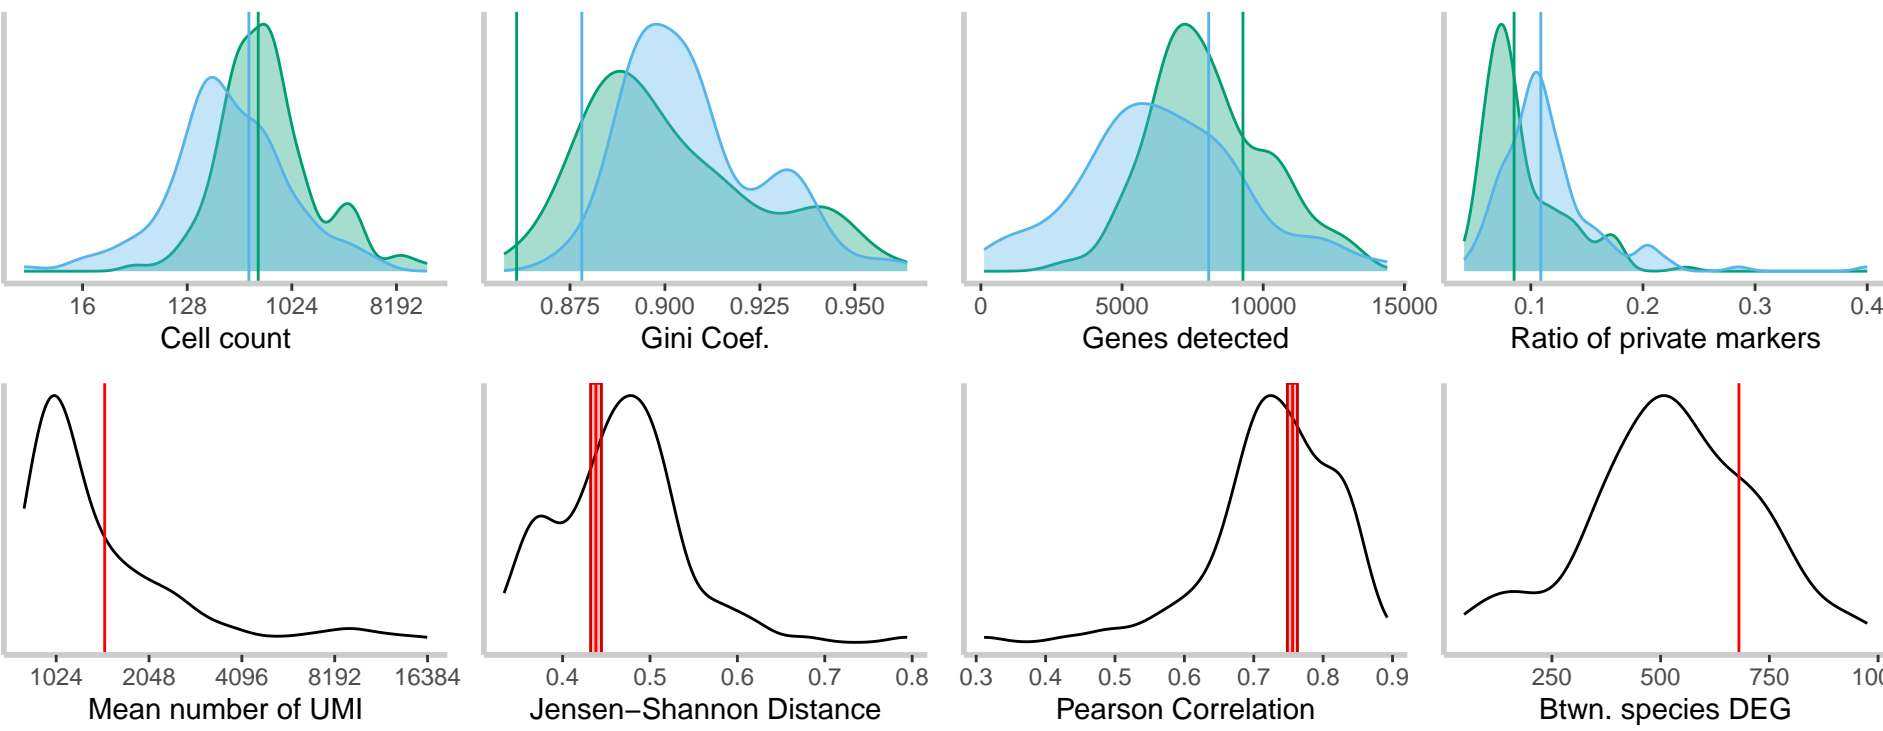 16 128 1024 8192
Cell count
0.875 0.900 0.925 0.950
Gini Coef.
0 5000 10000 15000
Genes detected
0.1 0.2 0.3 0.4
Ratio of private markers
1024 2048 4096 8192 16384
Mean number of UMI
0.4 0.5 0.6 0.7 0.8
Jensen−Shannon Distance
0.3 0.4 0.5 0.6 0.7 0.8 0.9
Pearson Correlation
250 500 750 100
Btwn. species DEG